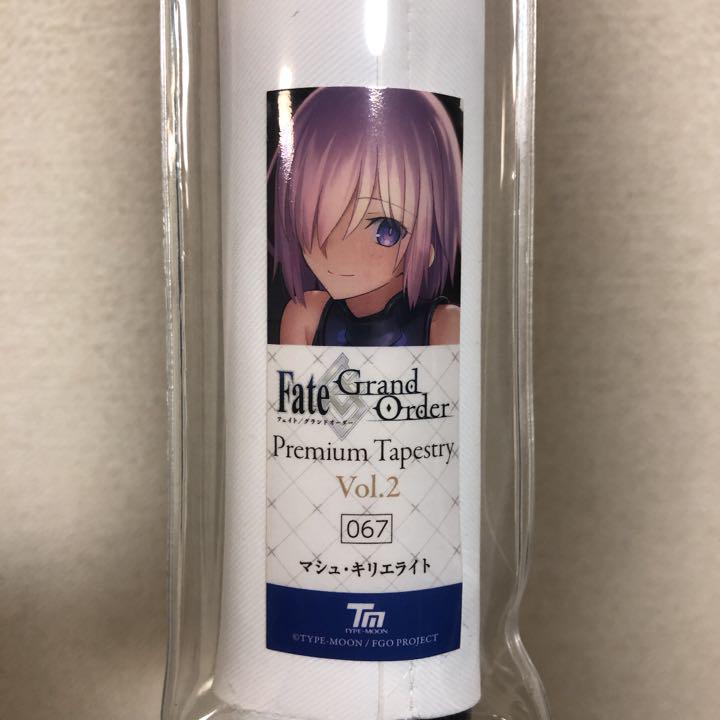 Fate
Grand
Order
フェイト/グランドオーダー
Premium Tapestry
Vol.2
067
マシュ・キリエライト
TM
TYPE-MOON
©TYPE-MOON / FGO PROJECT